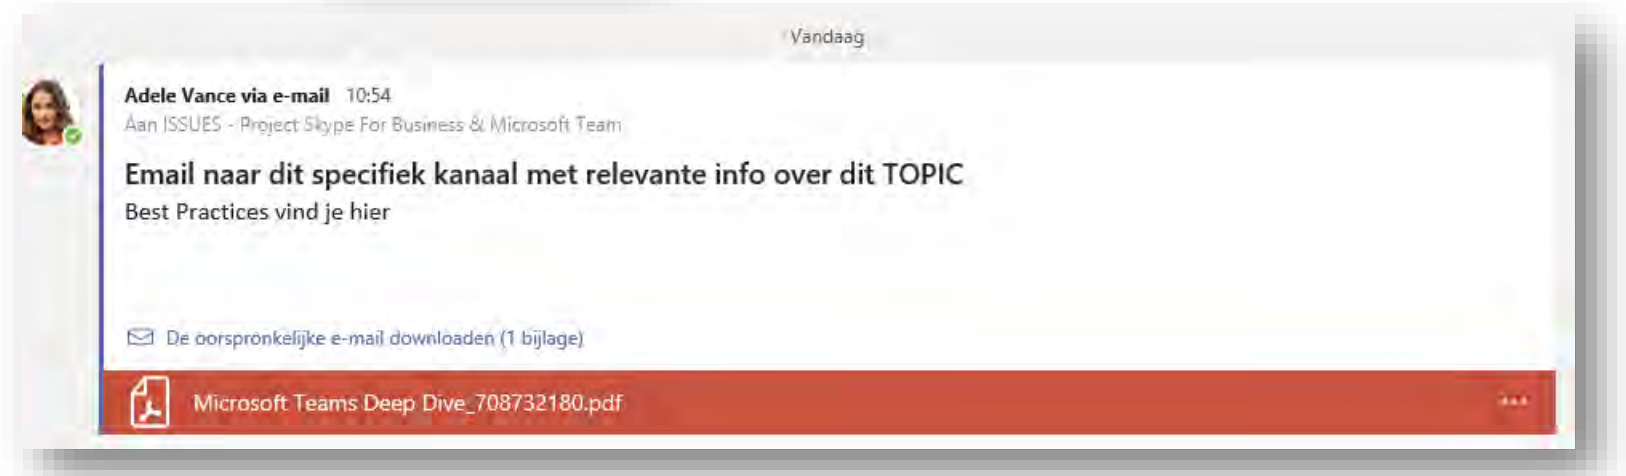 Vandaag
Adele Vance via e-mail 10:54
Aan ISSUES - Project Skype For Business & Microsoft Team
Email naar dit specifiek kanaal met relevante info over dit TOPIC
Best Practices vind je hier
De oorspronkelijke e-mail downloaden (1 bijlage)
Microsoft Teams Deep Dive_708732180.pdf